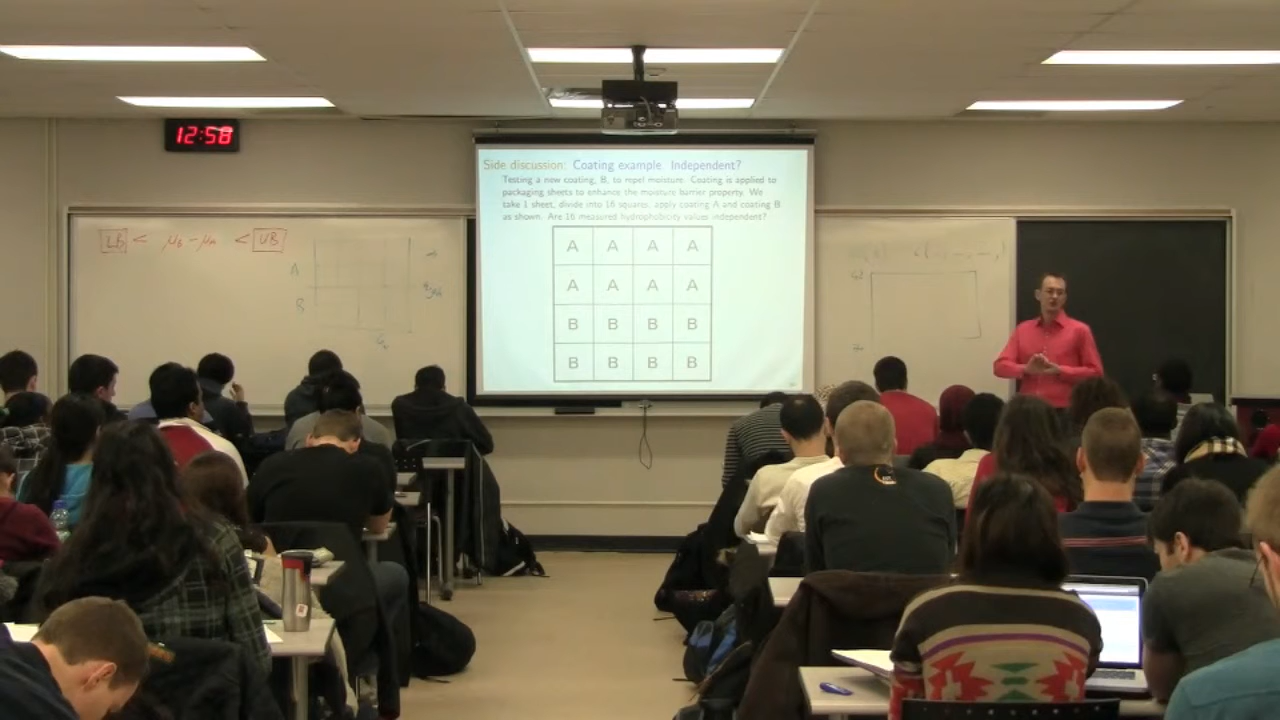 12:58
Side discussion: Coating example. Independent?
Testing a new coating, B, to repel moisture. Coating is applied to
packaging sheets to enhance the moisture barrier property. We
take 1 sheet, divide into 16 squares, apply coating A and coating B
as shown. Are 16 measured hydrophobicity values independent?
A A A A
A A A A
B B B B
B B B B
LB < μB - μA < UB
A
B